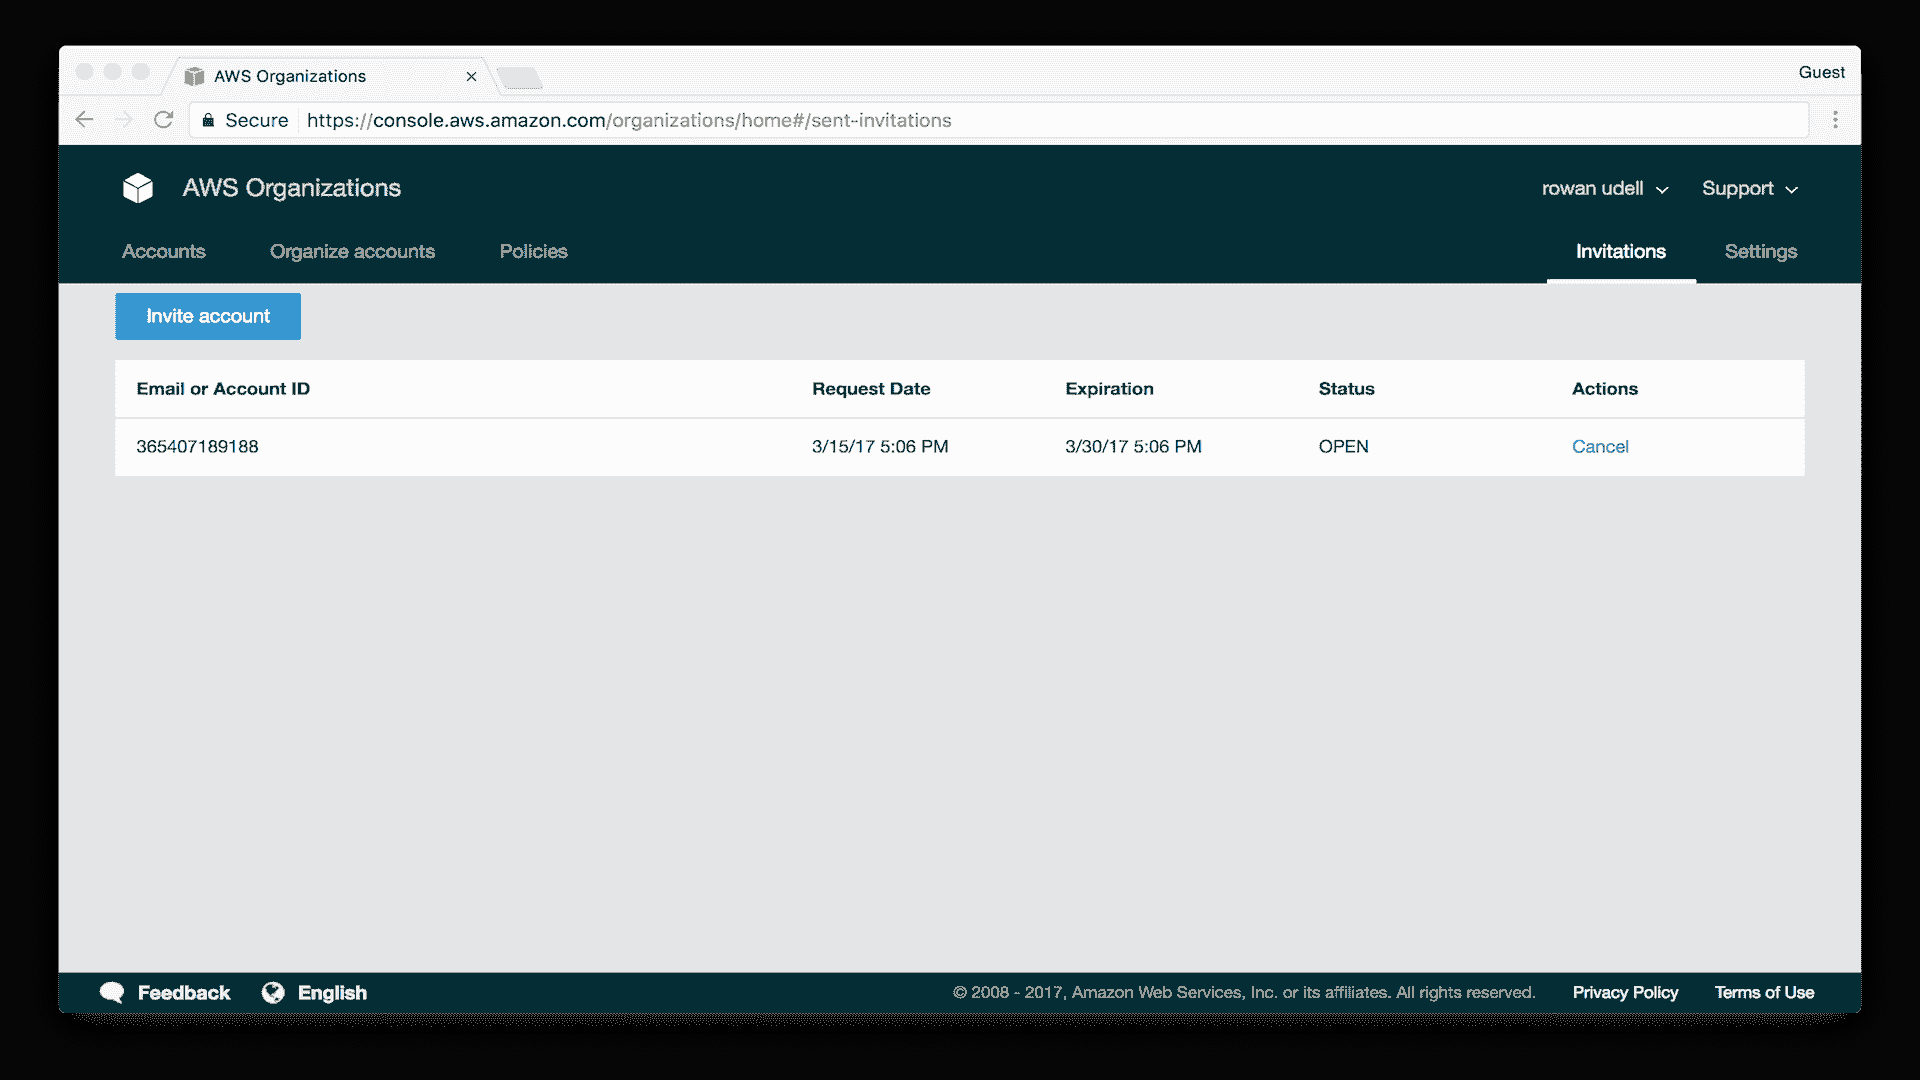 AWS Organizations
Guest
Secure https://console.aws.amazon.com/organizations/home#/sent-invitations
AWS Organizations
rowan udell Support
Accounts Organize accounts Policies Invitations Settings
Invite account
Email or Account ID Request Date Expiration Status Actions
365407189188 3/15/17 5:06 PM 3/30/17 5:06 PM OPEN Cancel
Feedback English © 2008 - 2017, Amazon Web Services, Inc. or its affiliates. All rights reserved. Privacy Policy Terms of Use